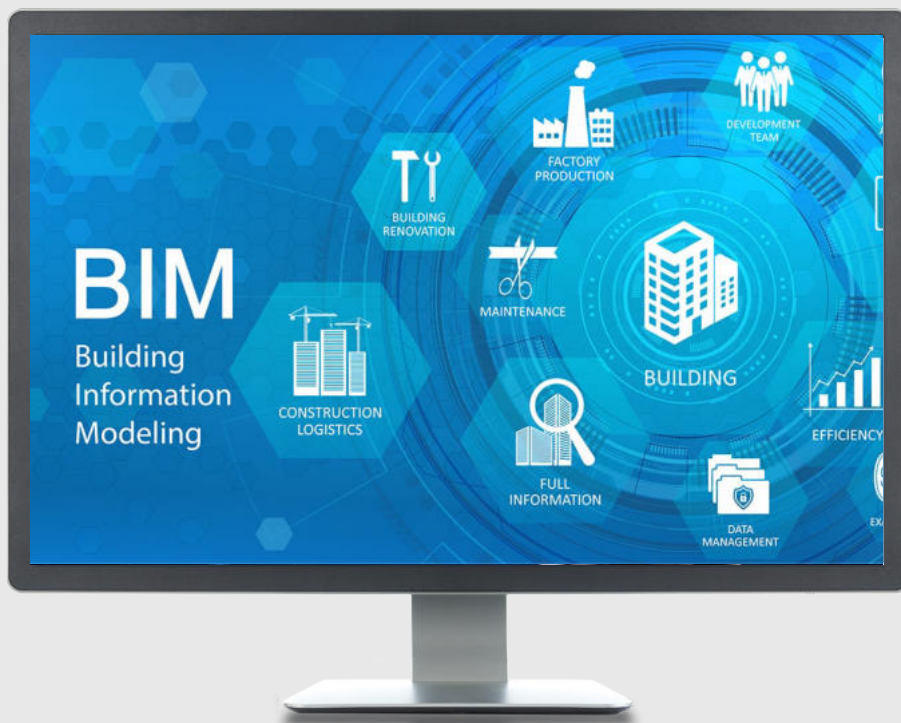 BIM
Building
Information
Modeling
CONSTRUCTION
LOGISTICS
BUILDING
RENOVATION
FACTORY
PRODUCTION
DEVELOPMENT
TEAM
MAINTENANCE
BUILDING
FULL
INFORMATION
EFFICIENCY
DATA
MANAGEMENT